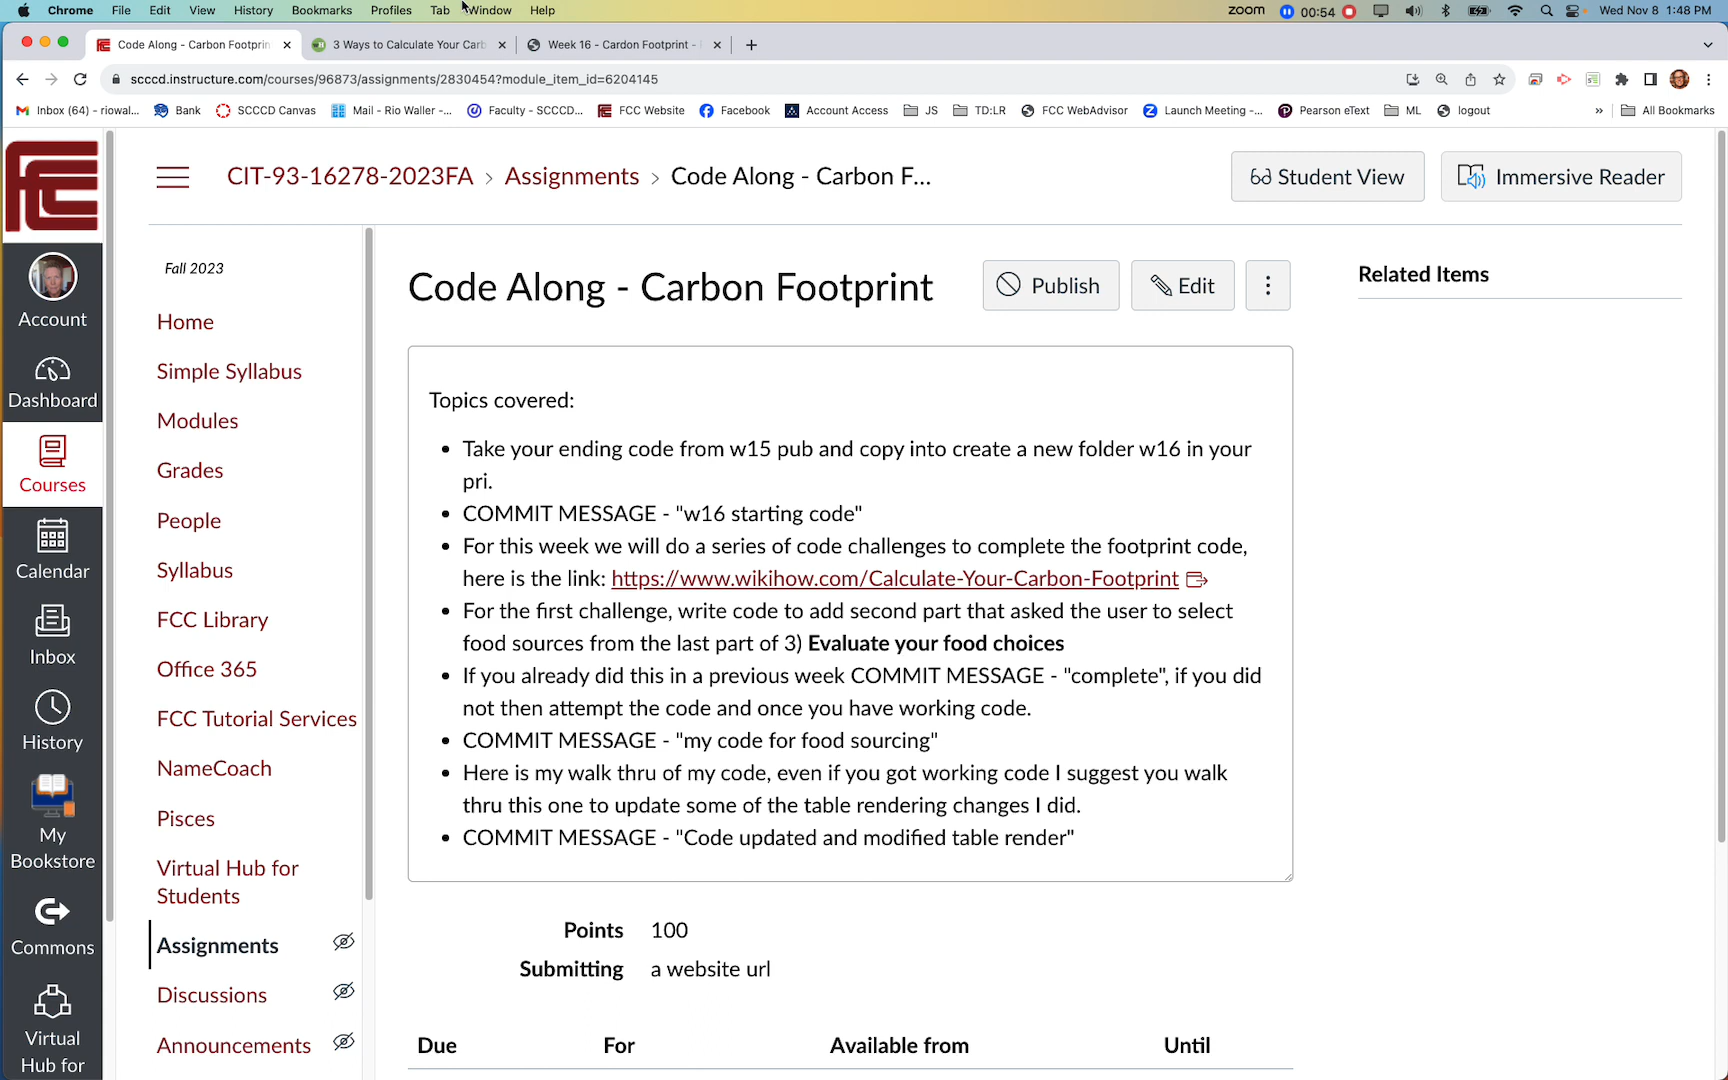 Chrome File Edit View History Bookmarks Profiles Tab Window Help
zoom 00:54 Wed Nov 8 1:48 PM
Code Along - Carbon Footprin
3 Ways to Calculate Your Carb
Week 16 - Cardon Footprint -
scccd.instructure.com/courses/96873/assignments/2830454?module_item_id=6204145
Inbox (64) - riowal... Bank SCCCD Canvas Mail - Rio Waller -... Faculty - SCCCD... FCC Website Facebook Account Access JS TD:LR FCC WebAdvisor Launch Meeting -... Pearson eText ML logout » All Bookmarks
CIT-93-16278-2023FA > Assignments > Code Along - Carbon F...
Student View
Immersive Reader
Account
Dashboard
Courses
Calendar
Inbox
History
My Bookstore
Commons
Virtual Hub for
Fall 2023
Home
Simple Syllabus
Modules
Grades
People
Syllabus
FCC Library
Office 365
FCC Tutorial Services
NameCoach
Pisces
Virtual Hub for
Students
Assignments
Discussions
Announcements
Code Along - Carbon Footprint
Publish
Edit
Related Items
Topics covered:
• Take your ending code from w15 pub and copy into create a new folder w16 in your
pri.
• COMMIT MESSAGE - "w16 starting code"
• For this week we will do a series of code challenges to complete the footprint code,
here is the link: https://www.wikihow.com/Calculate-Your-Carbon-Footprint
• For the first challenge, write code to add second part that asked the user to select
food sources from the last part of 3) Evaluate your food choices
• If you already did this in a previous week COMMIT MESSAGE - "complete", if you did
not then attempt the code and once you have working code.
• COMMIT MESSAGE - "my code for food sourcing"
• Here is my walk thru of my code, even if you got working code I suggest you walk
thru this one to update some of the table rendering changes I did.
• COMMIT MESSAGE - "Code updated and modified table render"
Points 100
Submitting a website url
Due For Available from Until